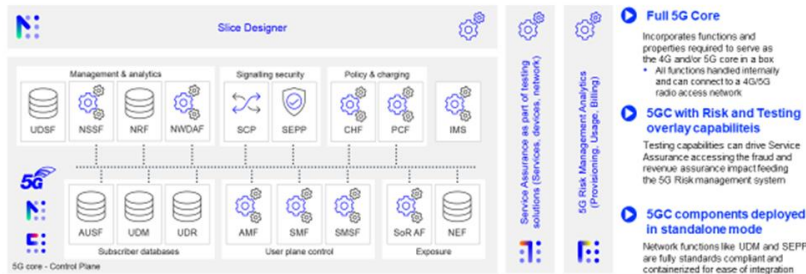 Slice Designer
Management & analytics
Signalling security
Policy & charging
UDSF
NSSF
NRF
NWDAF
SCP
SEPP
CHF
PCF
IMS
5G
AUSF
UDM
UDR
AMF
SMF
SMSF
SoR AF
NEF
Subscriber databases
User plane control
Exposure
5G core - Control Plane
Service Assurance as part of testing
solutions (Services, devices, network)
5G Risk Management Analytics
(Provisioning, Usage, Billing)
Full 5G Core
Incorporates functions and
properties required to serve as
the 4G and/or 5G core in a box
• All functions handled internally
and can connect to a 4G/5G
radio access network
5GC with Risk and Testing
overlay capabiliteis
Testing capabilities can drive Service
Assurance accessing the fraud and
revenue assurance impact feeding
the 5G Risk management system
5GC components deployed
in standalone mode
Network functions like UDM and SEPP
are fully standards compliant and
containerized for ease of integration